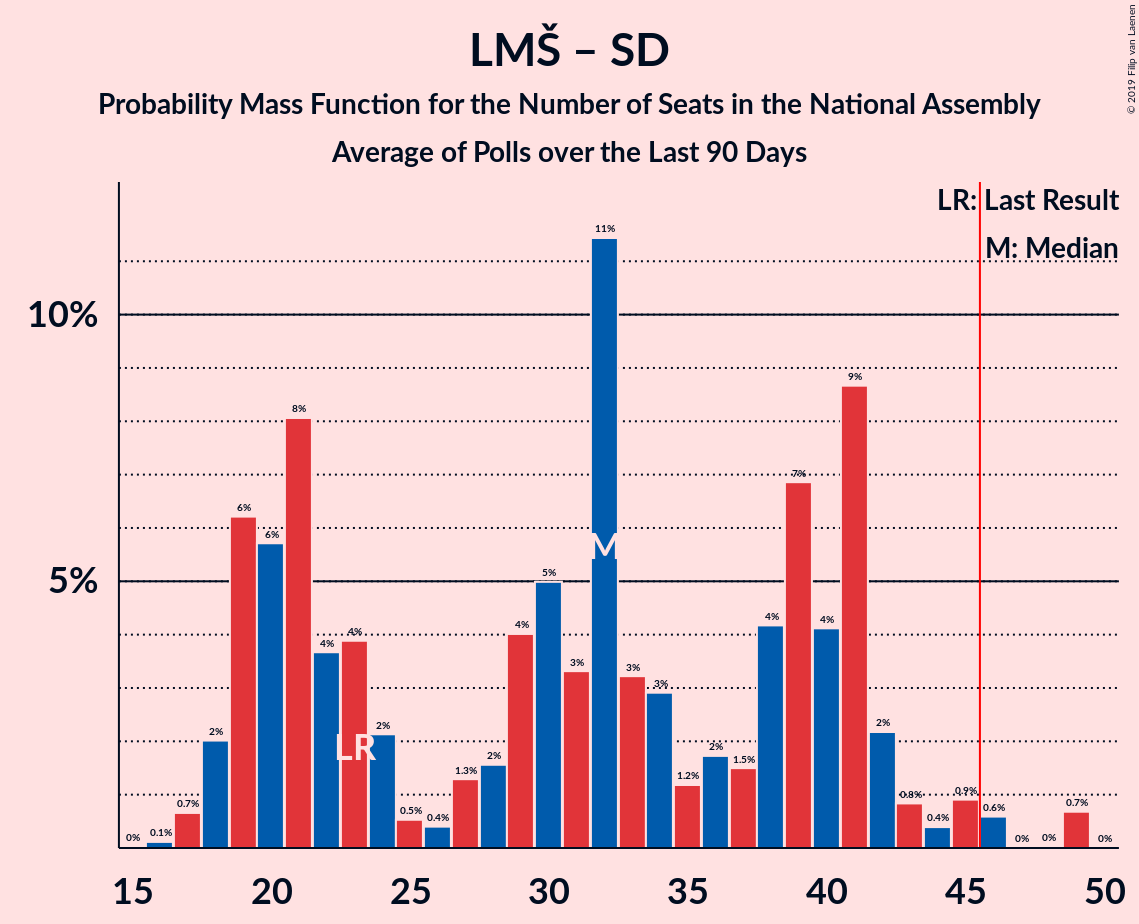 LMŠ – SD
Probability Mass Function for the Number of Seats in the National Assembly
Average of Polls over the Last 90 Days
© 2019 Filip van Laenen
LR: Last Result
M: Median
10%
5%
0% 0.1% 0.7% 2% 6% 6% 8% 4% 4% 2% 0.5% 0.4% 1.3% 2% 4% 5% 3% 11% 3% 3% 1.2% 2% 1.5% 4% 7% 4% 9% 2% 0.8% 0.4% 0.9% 0.6% 0% 0% 0.7% 0%
LR
M
15 20 25 30 35 40 45 50